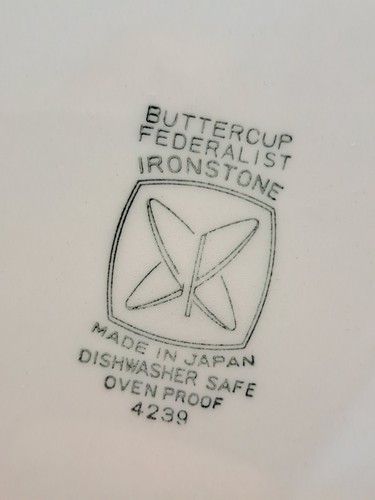 BUTTERCUP
FEDERALIST
IRONSTONE
MADE IN JAPAN
DISHWASHER SAFE
OVEN PROOF
4239